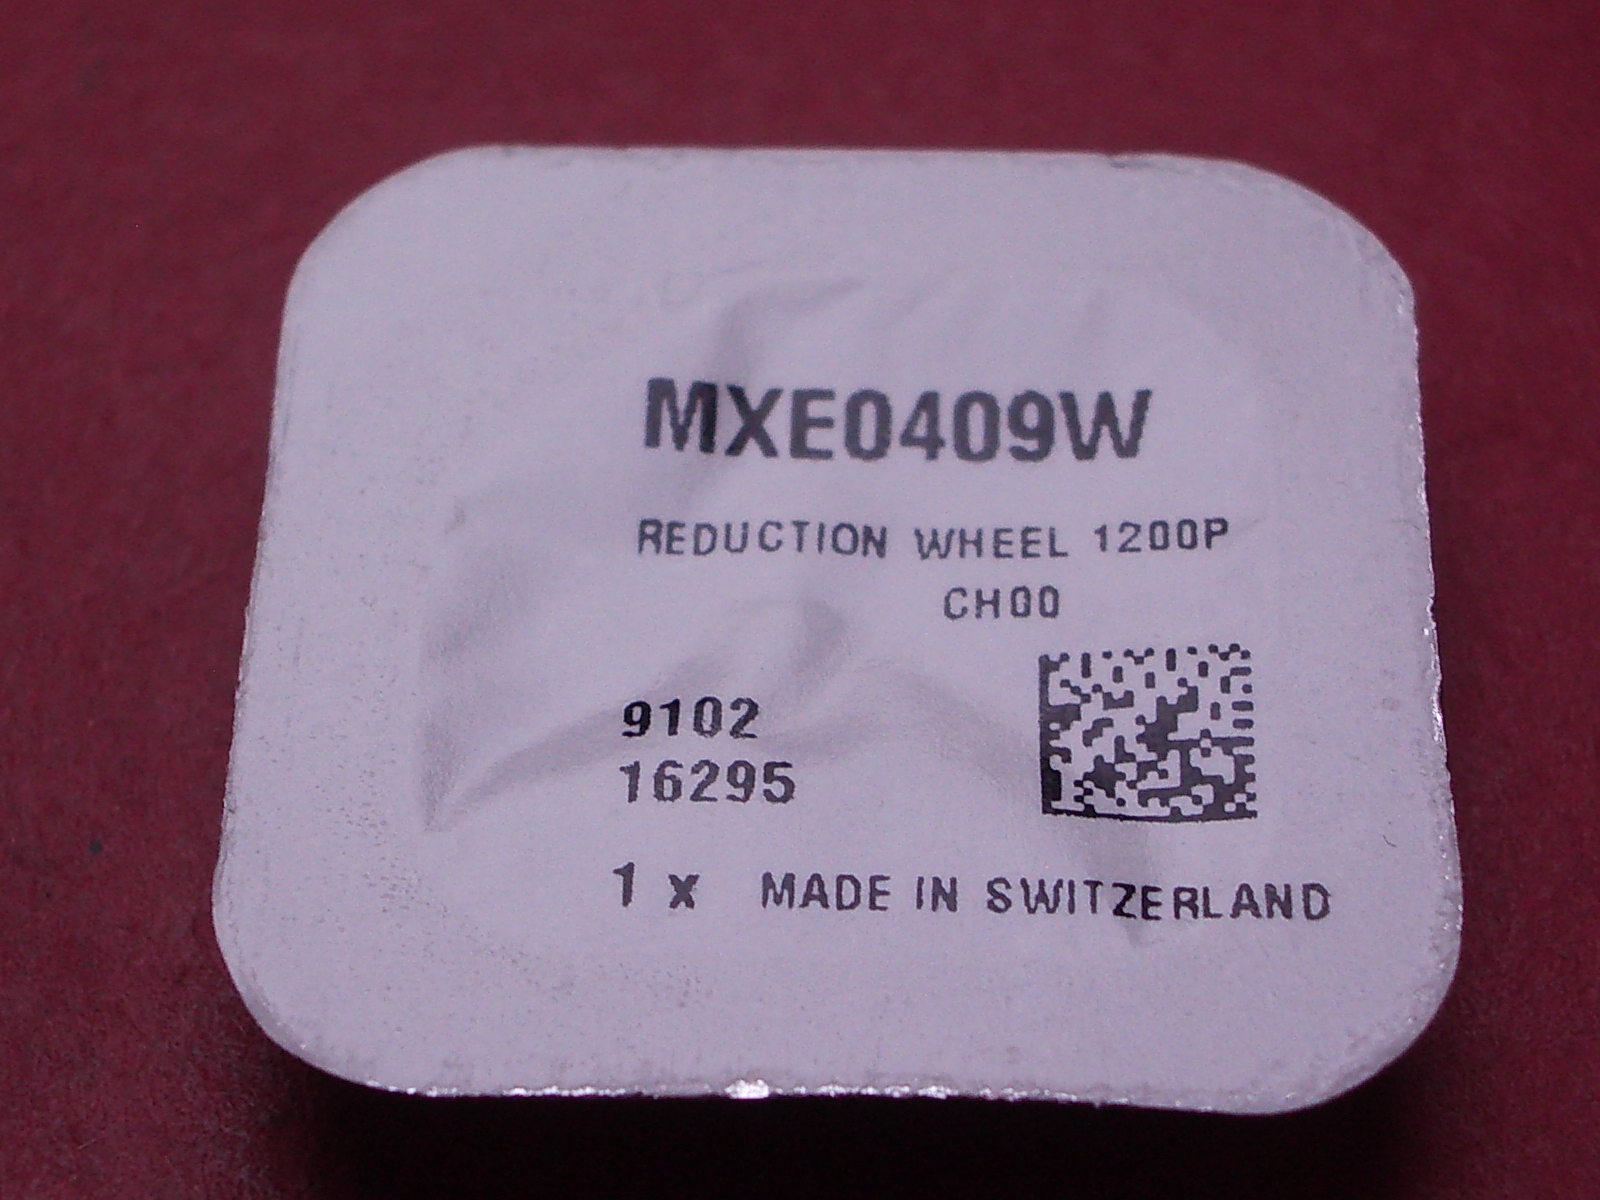 MXE0409W
REDUCTION WHEEL 1200P
CH00
9102
16295
1 x MADE IN SWITZERLAND